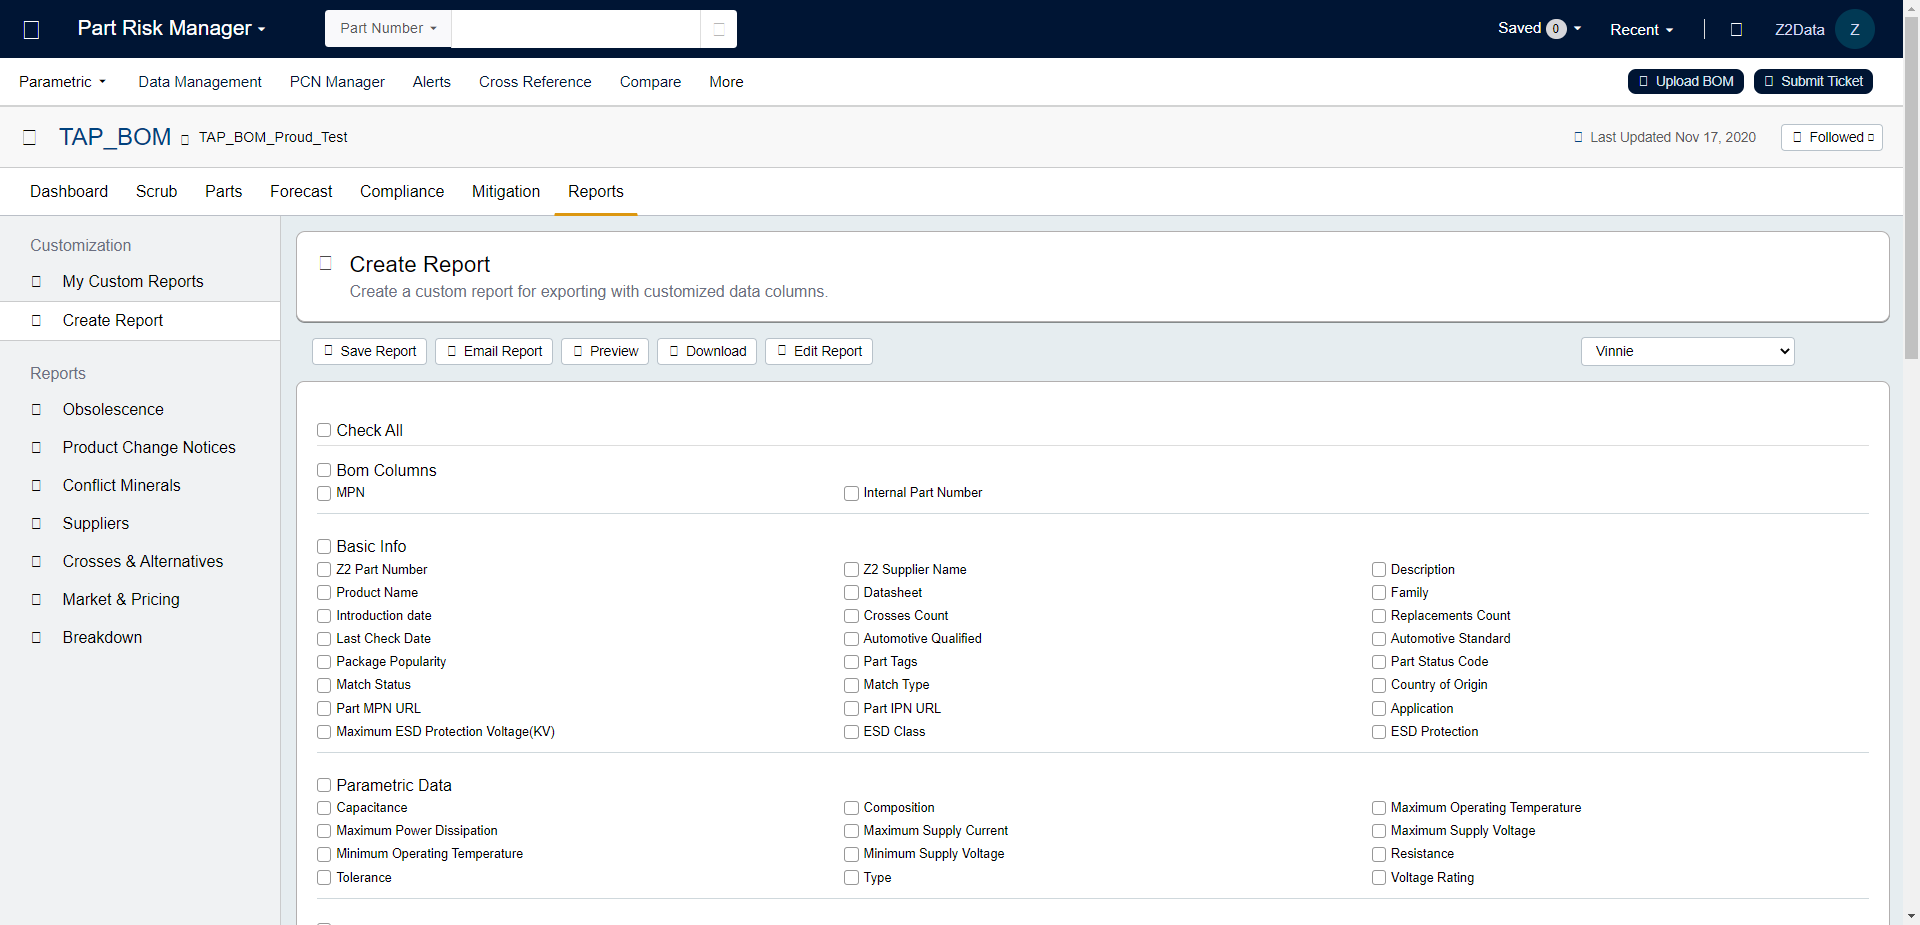 Part Risk Manager
Part Number
Saved 0
Recent
Z2Data
Z
Parametric
Data Management
PCN Manager
Alerts
Cross Reference
Compare
More
Upload BOM
Submit Ticket
TAP_BOM
TAP_BOM_Proud_Test
Last Updated Nov 17, 2020
Followed
Dashboard
Scrub
Parts
Forecast
Compliance
Mitigation
Reports
Customization
My Custom Reports
Create Report
Reports
Obsolescence
Product Change Notices
Conflict Minerals
Suppliers
Crosses & Alternatives
Market & Pricing
Breakdown
Create Report
Create a custom report for exporting with customized data columns.
Save Report
Email Report
Preview
Download
Edit Report
Vinnie
Check All
Bom Columns
MPN
Internal Part Number
Basic Info
Z2 Part Number
Z2 Supplier Name
Description
Product Name
Datasheet
Family
Introduction date
Crosses Count
Replacements Count
Last Check Date
Automotive Qualified
Automotive Standard
Package Popularity
Part Tags
Part Status Code
Match Status
Match Type
Country of Origin
Part MPN URL
Part IPN URL
Application
Maximum ESD Protection Voltage(KV)
ESD Class
ESD Protection
Parametric Data
Capacitance
Composition
Maximum Operating Temperature
Maximum Power Dissipation
Maximum Supply Current
Maximum Supply Voltage
Minimum Operating Temperature
Minimum Supply Voltage
Resistance
Tolerance
Type
Voltage Rating